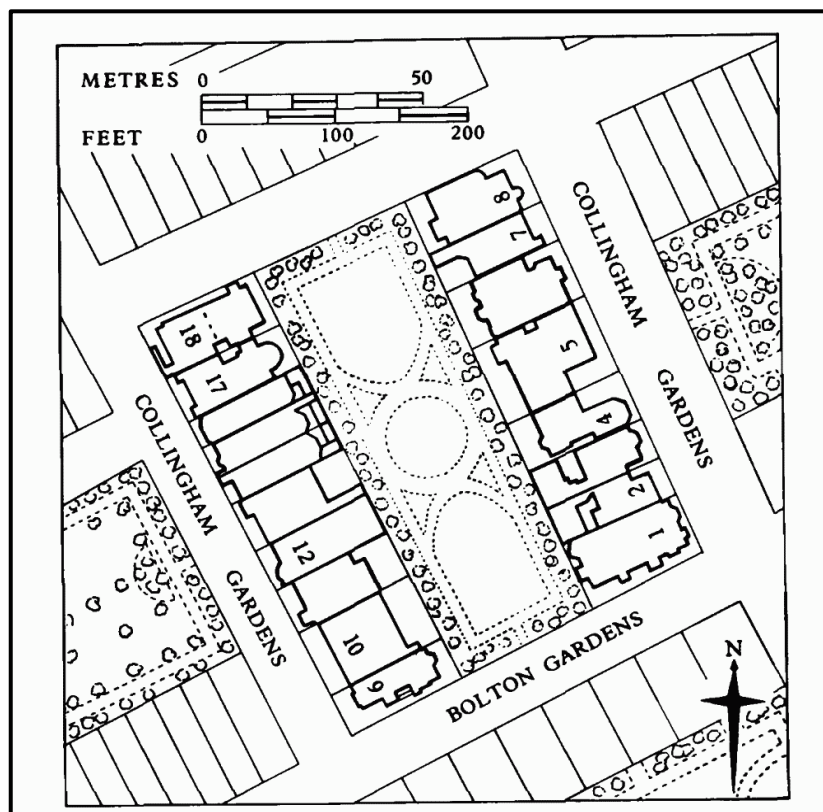 METRES 0 50
0 100 200
FEET
COLLINGHAM
GARDENS
8
7
5
4
2
1
18
17
12
10
9
COLLINGHAM
GARDENS
BOLTON GARDENS
N